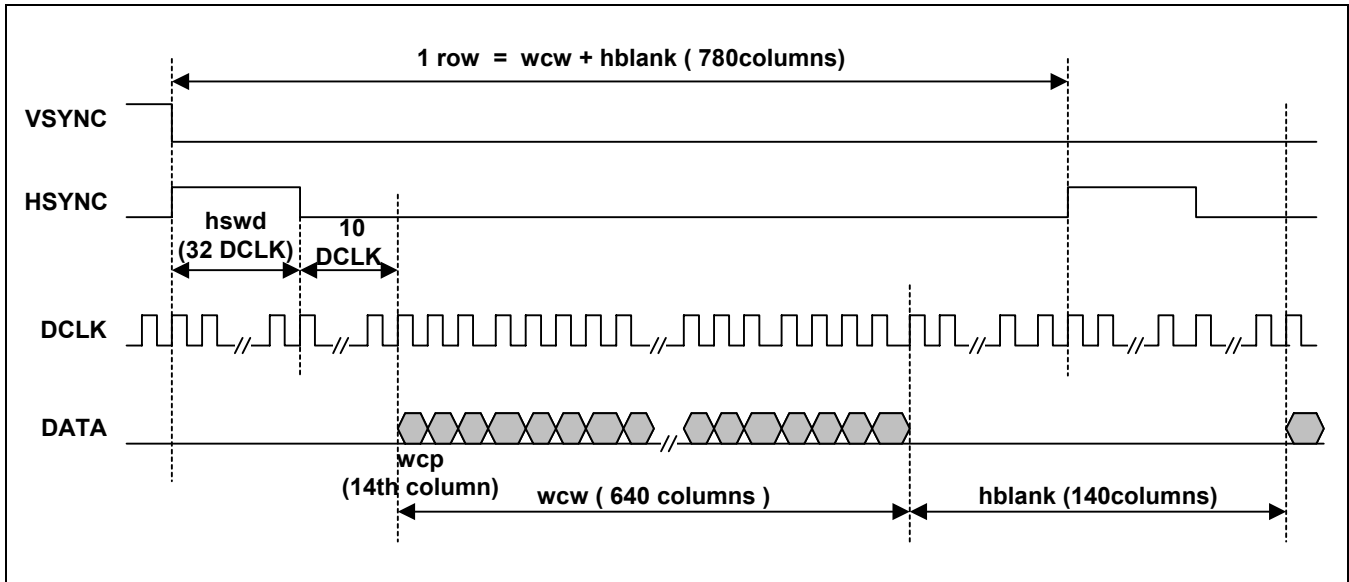 1 row = wcw + hblank ( 780columns)
VSYNC
HSYNC
hswd
(32 DCLK)
10
DCLK
DCLK
DATA
wcp
(14th column)
wcw ( 640 columns )
hblank (140columns)